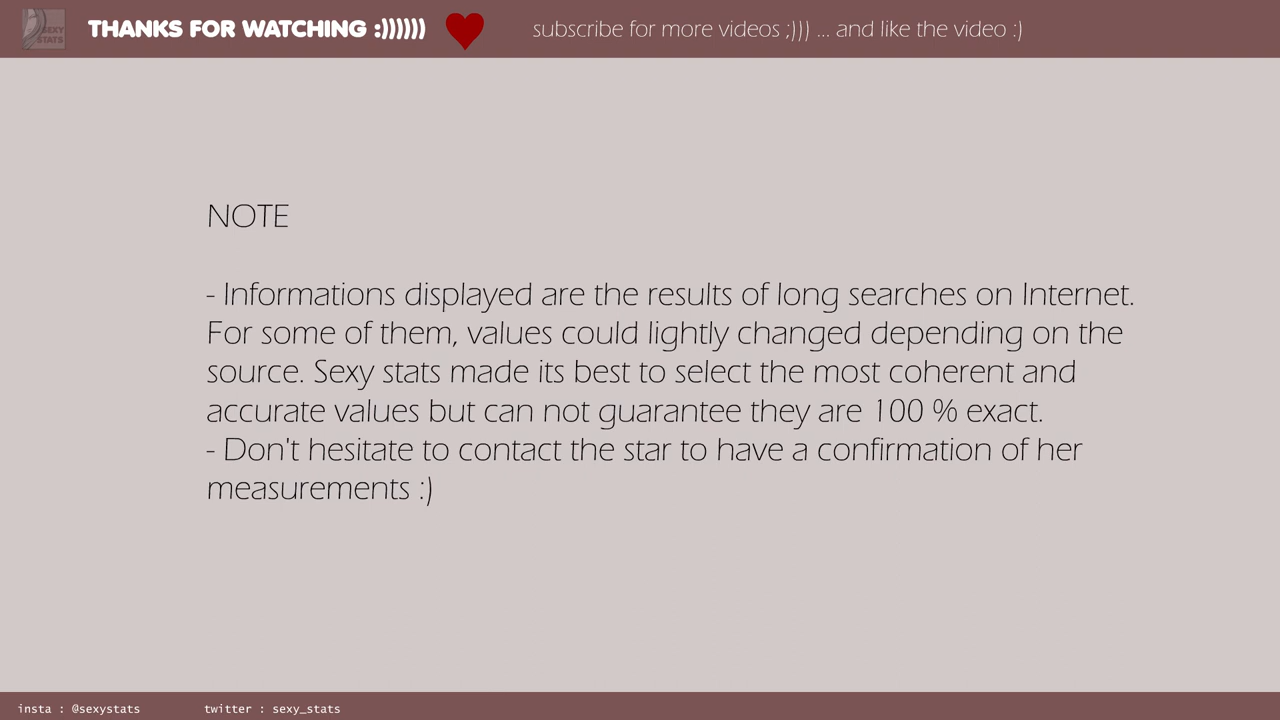 SEXY
STATS
THANKS FOR WATCHING :))))))
subscribe for more videos ;))) ... and like the video :)
NOTE
- Informations displayed are the results of long searches on Internet.
For some of them, values could lightly changed depending on the
source. Sexy stats made its best to select the most coherent and
accurate values but can not guarantee they are 100 % exact.
- Don't hesitate to contact the star to have a confirmation of her
measurements :)
insta : @sexystats
twitter : sexy_stats